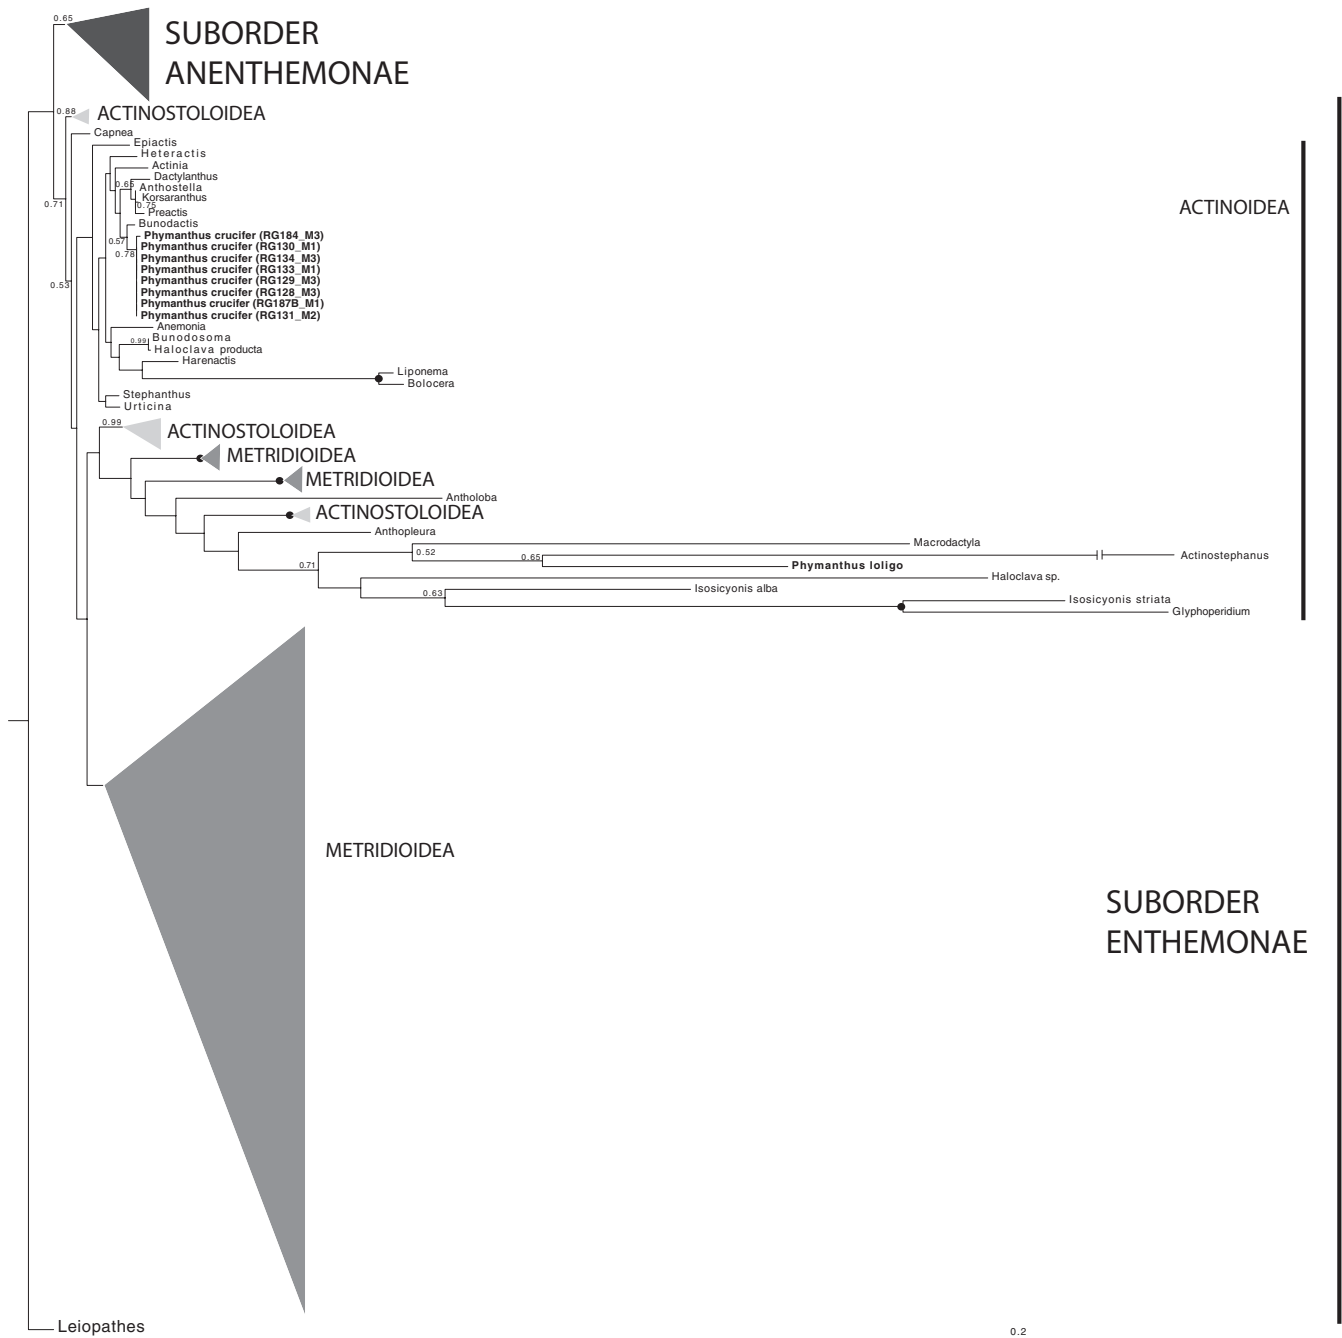 0.65
SUBORDER
ANENTHEMONAE
0.88
ACTINOSTOLOIDEA
Capnea
Epiactis
Heteractis
Actinia
Dactylanthus
0.65
Anthostella
Korsaranthus
0.75
0.71
Preactis
ACTINOIDEA
Bunodactis
Phymanthus crucifer (RG184_M3)
0.57
Phymanthus crucifer (RG130_M1)
0.78
Phymanthus crucifer (RG134_M3)
Phymanthus crucifer (RG133_M1)
Phymanthus crucifer (RG129_M3)
0.53
Phymanthus crucifer (RG128_M3)
Phymanthus crucifer (RG187B_M1)
Phymanthus crucifer (RG131_M2)
Anemonia
0.99
Bunodosoma
Haloclava producta
Harenactis
Liponema
Bolocera
Stephanthus
Urticina
0.99
ACTINOSTOLOIDEA
METRIDIOIDEA
METRIDIOIDEA
Antholoba
ACTINOSTOLOIDEA
Anthopleura
Macrodactyla
0.52
0.65
Actinostephanus
0.71
Phymanthus loligo
Haloclava sp.
0.63
Isosicyonis alba
Isosicyonis striata
Glyphoperidium
METRIDIOIDEA
SUBORDER
ENTHEMONAE
Leiopathes
0.2